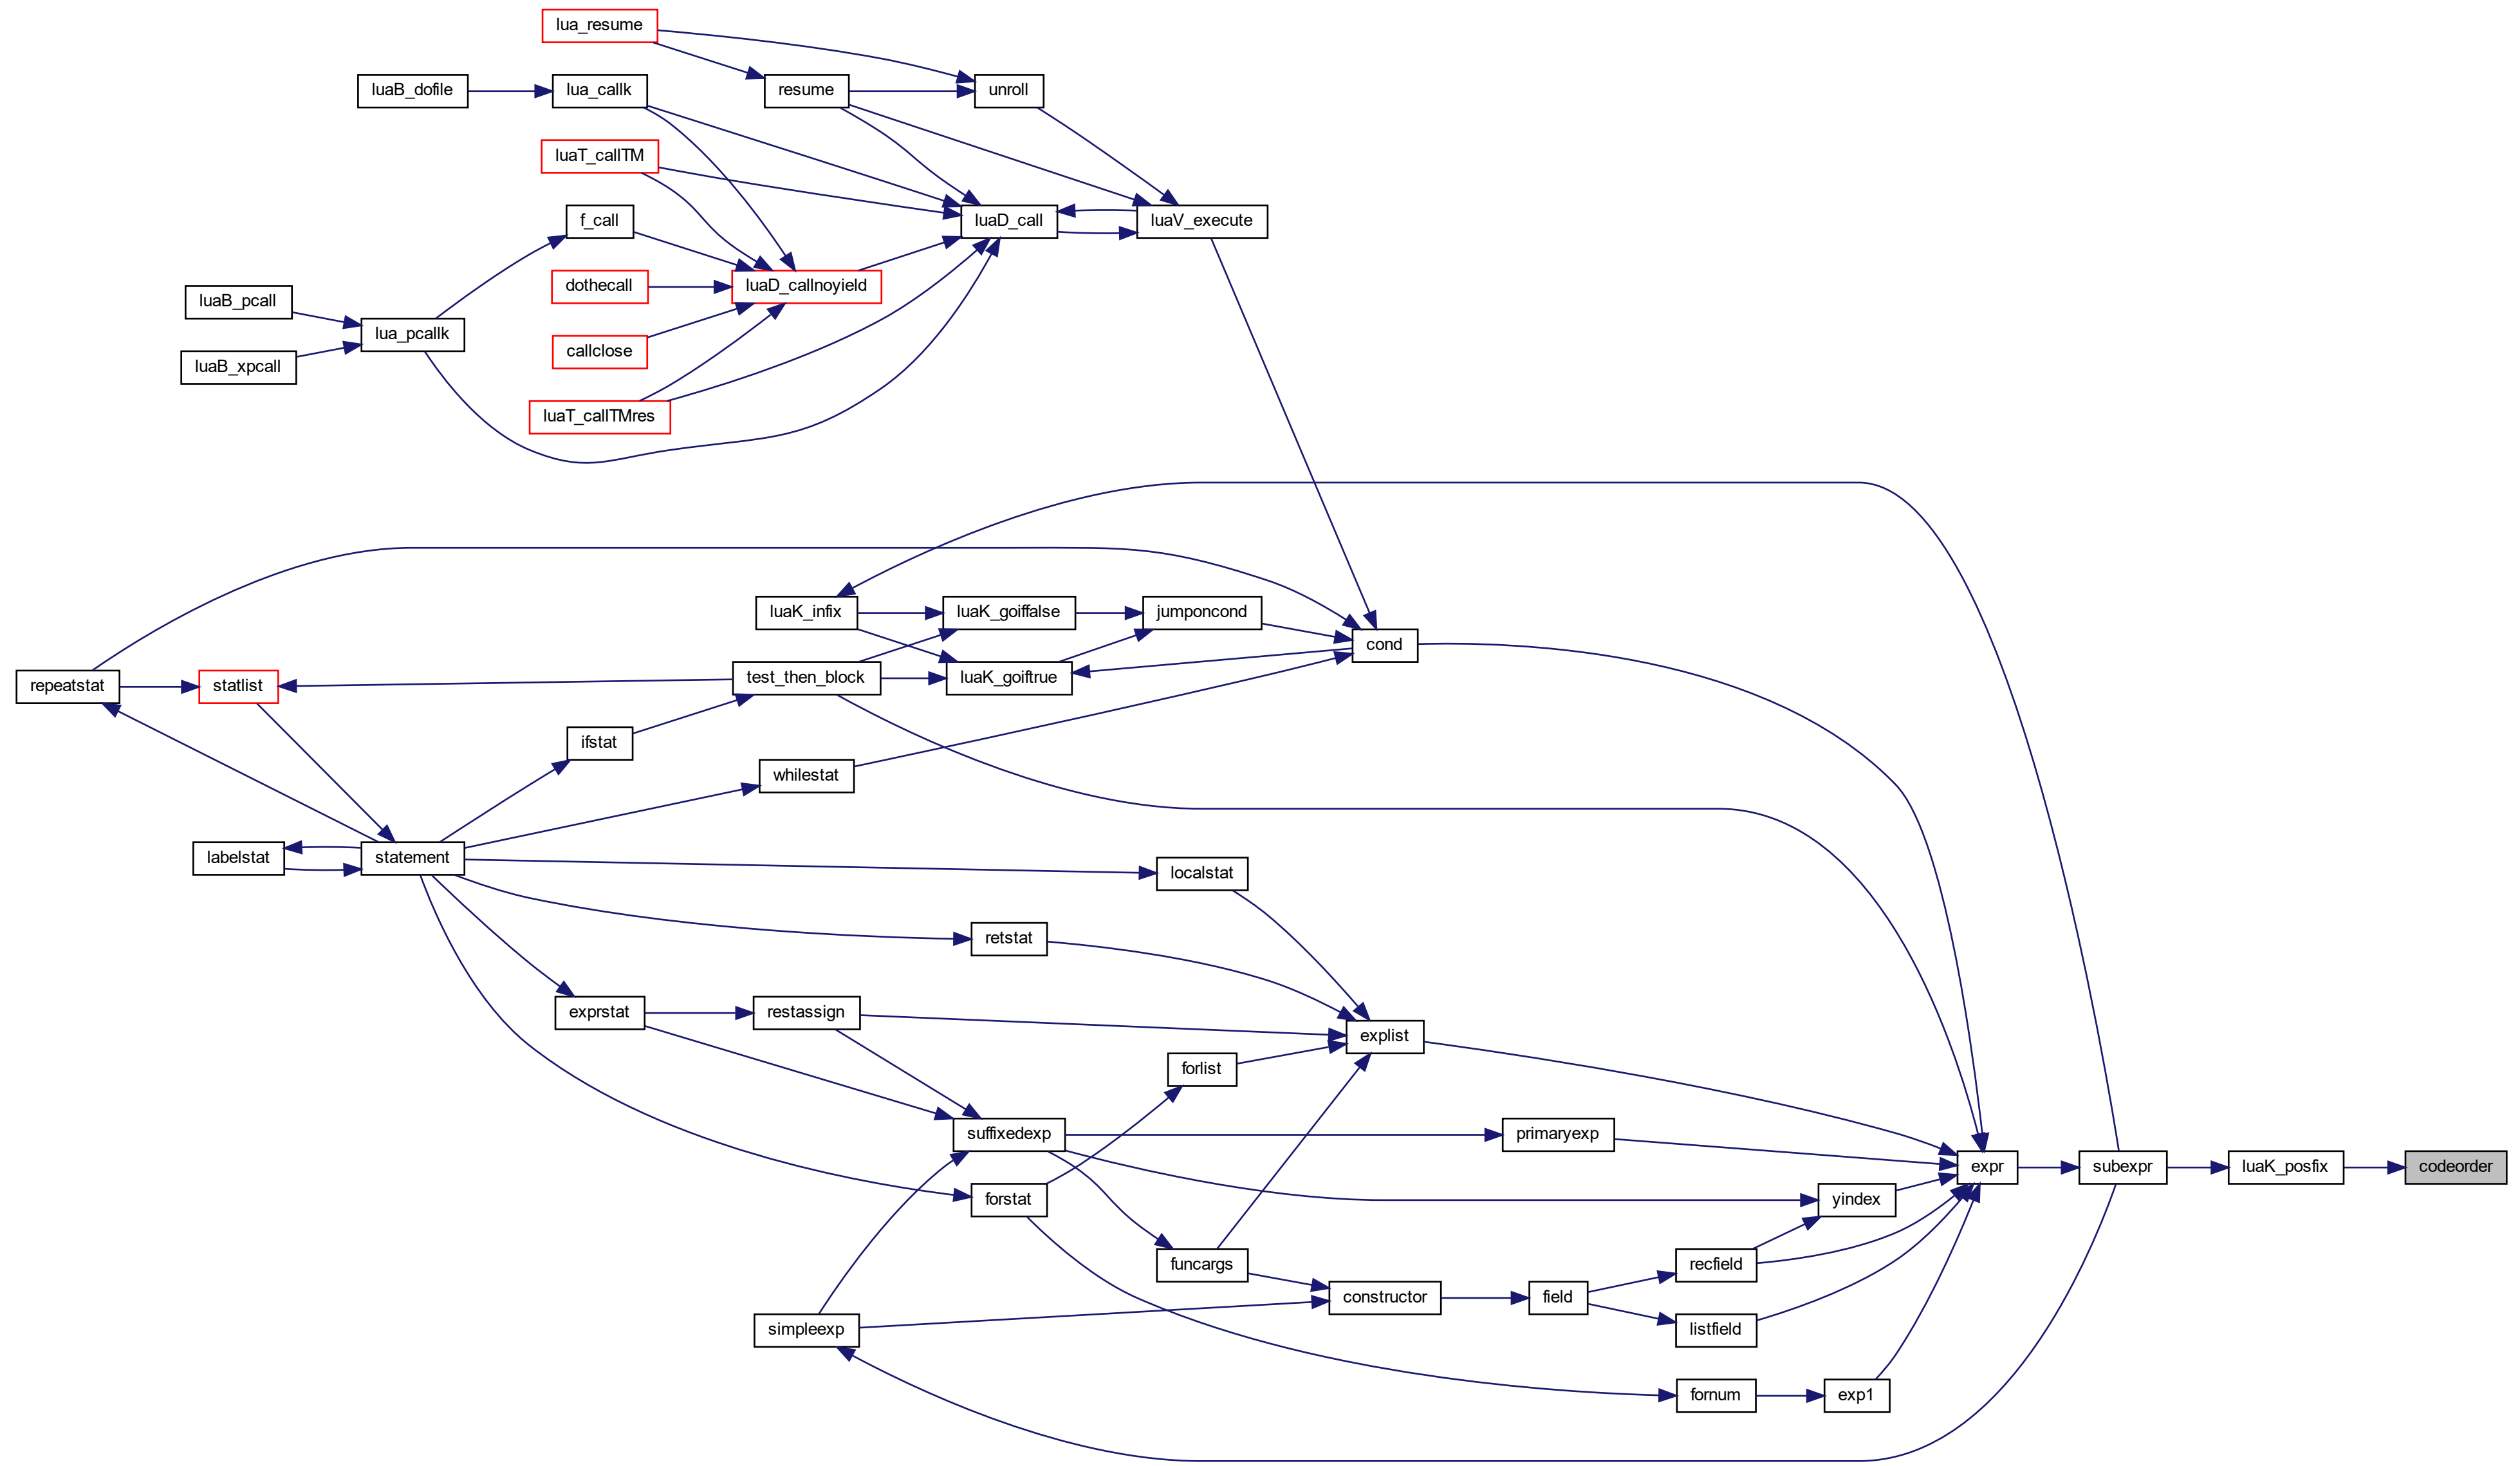 lua_resume
luaB_dofile
lua_callk
resume
unroll
luaT_callTM
f_call
luaD_call
luaV_execute
luaB_pcall
dothecall
luaD_callnoyield
lua_pcallk
luaB_xpcall
callclose
luaT_callTMres
luaK_infix
luaK_goiffalse
jumponcond
cond
repeatstat
statlist
test_then_block
luaK_goiftrue
ifstat
whilestat
labelstat
statement
localstat
retstat
exprstat
restassign
explist
forlist
suffixedexp
primaryexp
expr
subexpr
luaK_posfix
codeorder
forstat
yindex
funcargs
recfield
constructor
field
simpleexp
listfield
fornum
exp1